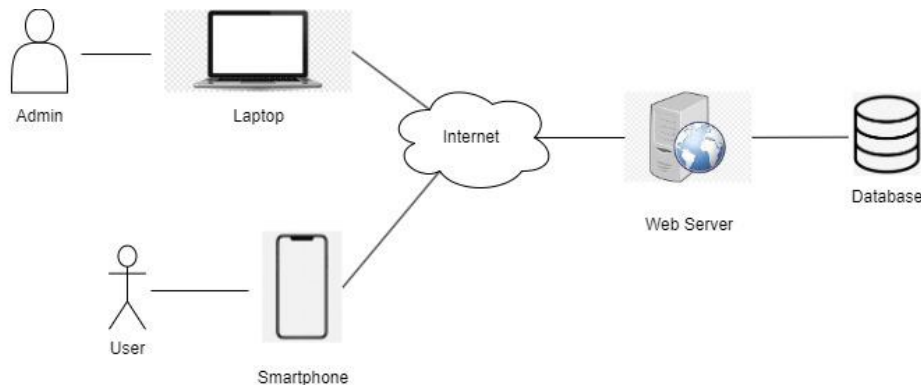 Admin
Laptop
Internet
Web Server
Database
User
Smartphone